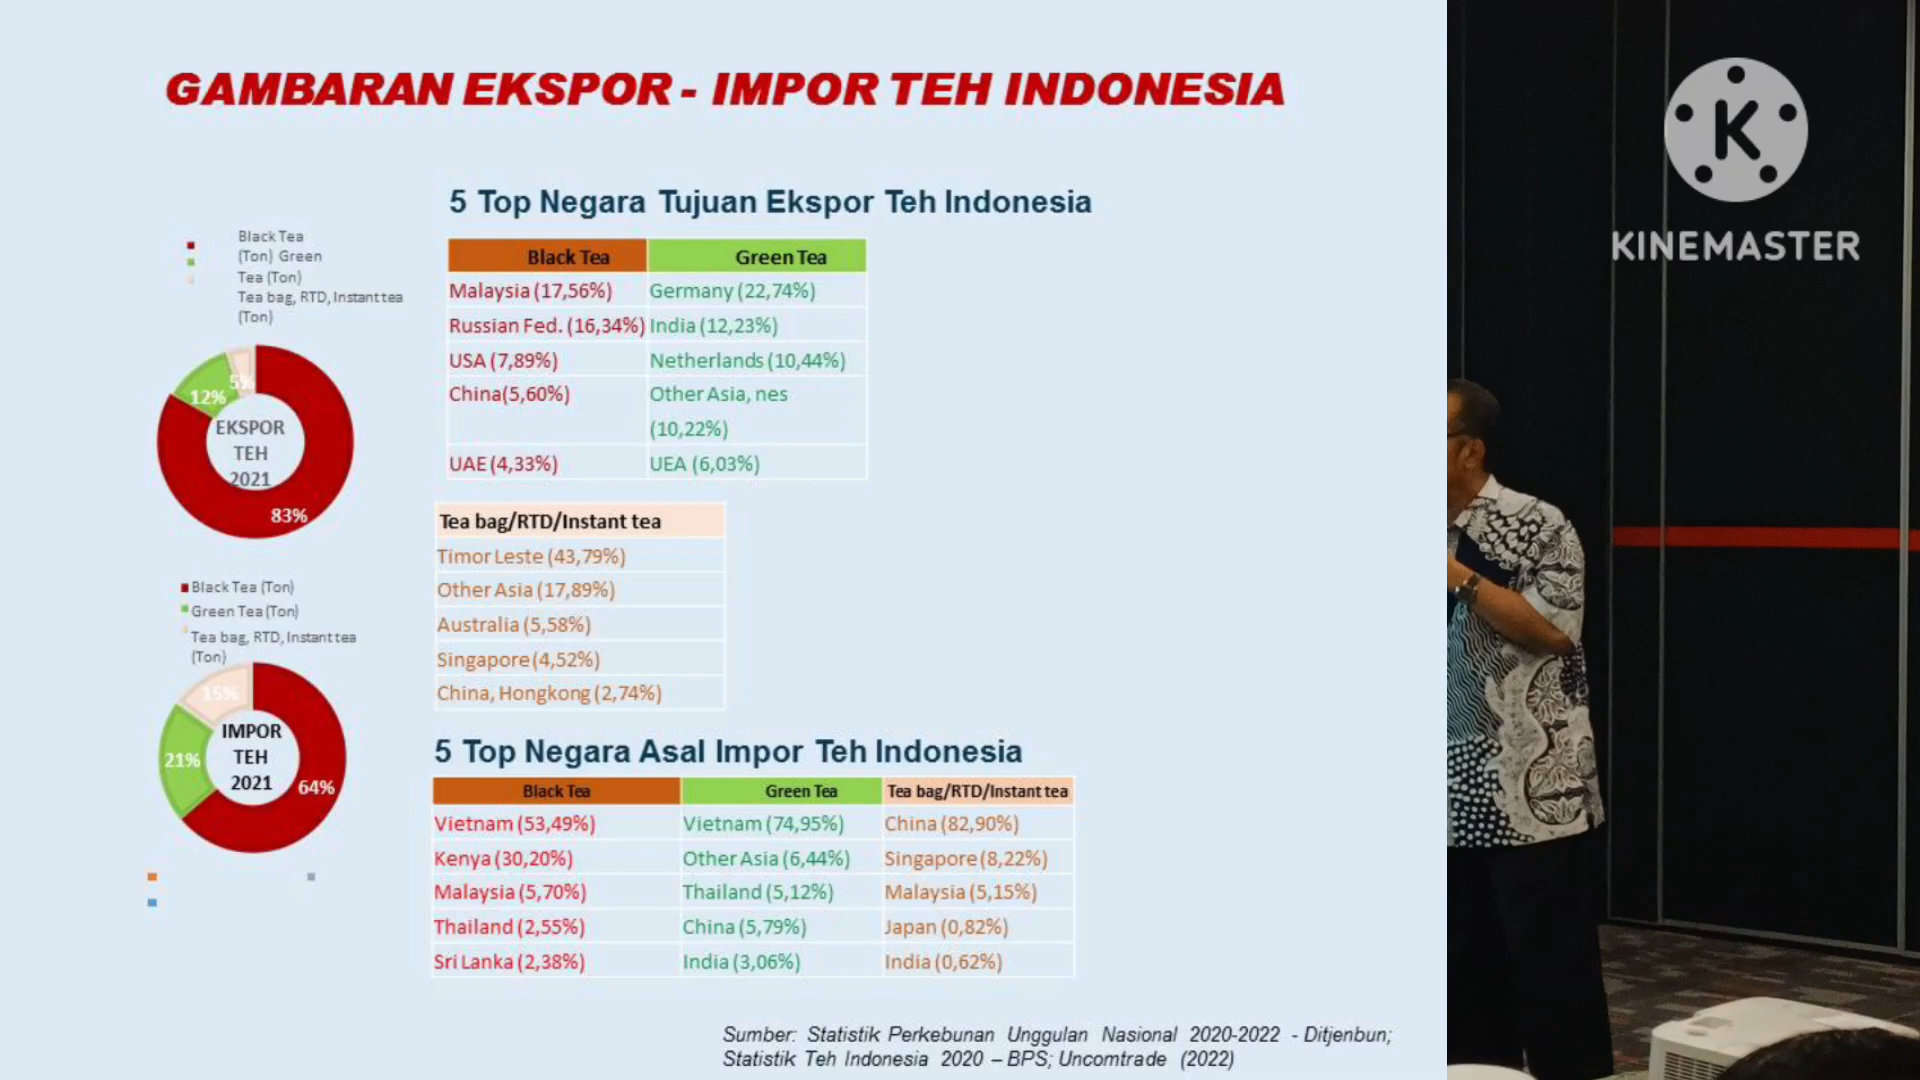 GAMBARAN EKSPOR - IMPOR TEH INDONESIA
5 Top Negara Tujuan Ekspor Teh Indonesia
Black Tea
(Ton) Green
Tea (Ton)
Tea bag, RTD, Instant tea
(Ton)
12%
5%
EKSPOR
TEH
2021
83%
Black Tea Green Tea
Malaysia (17,56%) Germany (22,74%)
Russian Fed. (16,34%) India (12,23%)
USA (7,89%) Netherlands (10,44%)
China(5,60%) Other Asia, nes
(10,22%)
UAE (4,33%) UEA (6,03%)
Tea bag/RTD/Instant tea
Timor Leste (43,79%)
Other Asia (17,89%)
Australia (5,58%)
Singapore (4,52%)
China, Hongkong (2,74%)
Black Tea (Ton)
Green Tea (Ton)
Tea bag, RTD, Instant tea
(Ton)
15%
21%
IMPOR
TEH
2021
64%
5 Top Negara Asal Impor Teh Indonesia
Black Tea Green Tea Tea bag/RTD/Instant tea
Vietnam (53,49%) Vietnam (74,95%) China (82,90%)
Kenya (30,20%) Other Asia (6,44%) Singapore (8,22%)
Malaysia (5,70%) Thailand (5,12%) Malaysia (5,15%)
Thailand (2,55%) China (5,79%) Japan (0,82%)
Sri Lanka (2,38%) India (3,06%) India (0,62%)
Sumber: Statistik Perkebunan Unggulan Nasional 2020-2022 - Ditjenbun;
Statistik Teh Indonesia 2020 – BPS; Uncomtrade (2022)
K
KINEMASTER